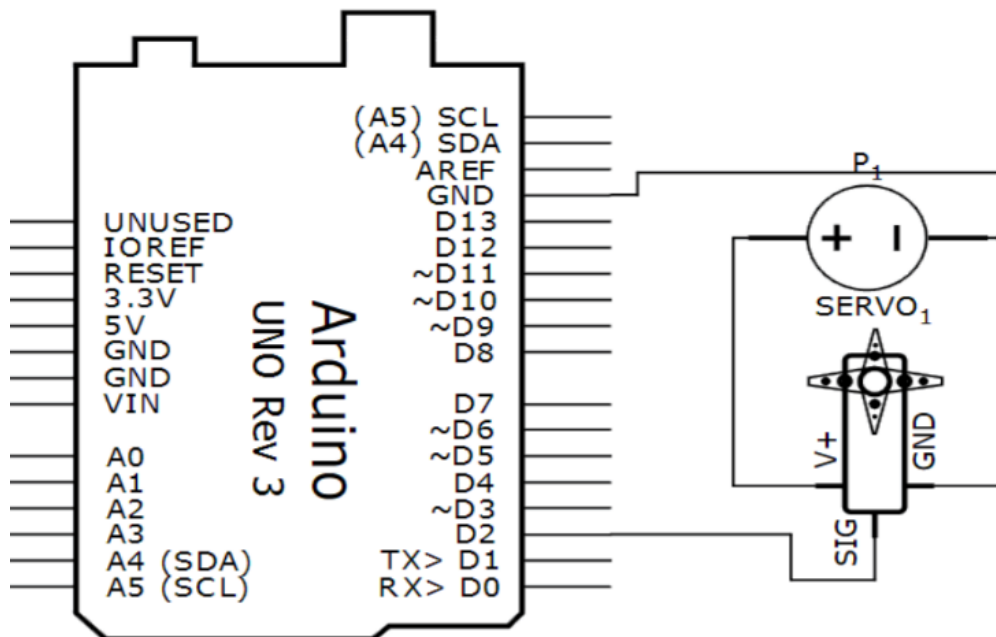 UNUSED
IOREF
RESET
3.3V
5V
GND
GND
VIN
A0
A1
A2
A3
A4 (SDA)
A5 (SCL)
Arduino
UNO Rev 3
(A5) SCL
(A4) SDA
AREF
GND
D13
D12
~D11
~D10
~D9
D8
D7
~D6
~D5
D4
~D3
D2
TX> D1
RX> D0
P1
+ -
SERVO1
V+
GND
SIG